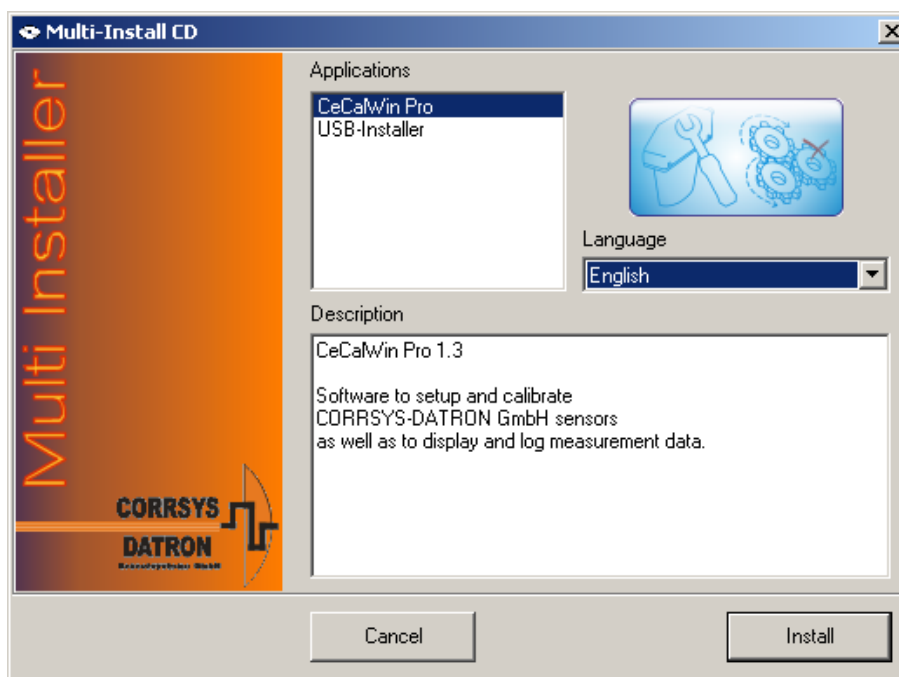 Multi-Install CD
Multi Installer
Applications
CeCalWin Pro
USB-Installer
Language
English
Description
CeCalWin Pro 1.3
Software to setup and calibrate
CORRSYS-DATRON GmbH sensors
as well as to display and log measurement data.
CORRSYS
DATRON
Cancel
Install